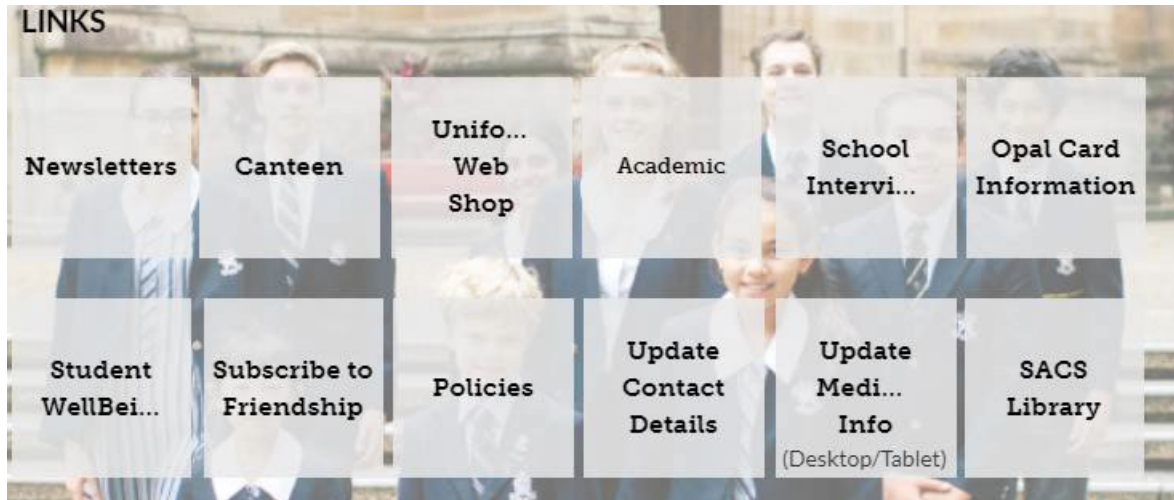 LINKS
Newsletters
Canteen
Unifo...
Web
Shop
Academic
School
Intervi...
Opal Card
Information
Student
WellBei...
Subscribe to
Friendship
Policies
Update
Contact
Details
Update
Medi...
Info
(Desktop/Tablet)
SACS
Library